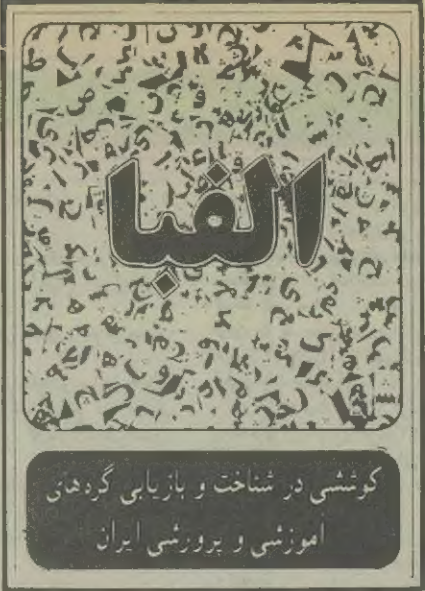 الفبا
کوششی در شناخت و بازیابی گره‌های
آموزشی و پرورشی ایران